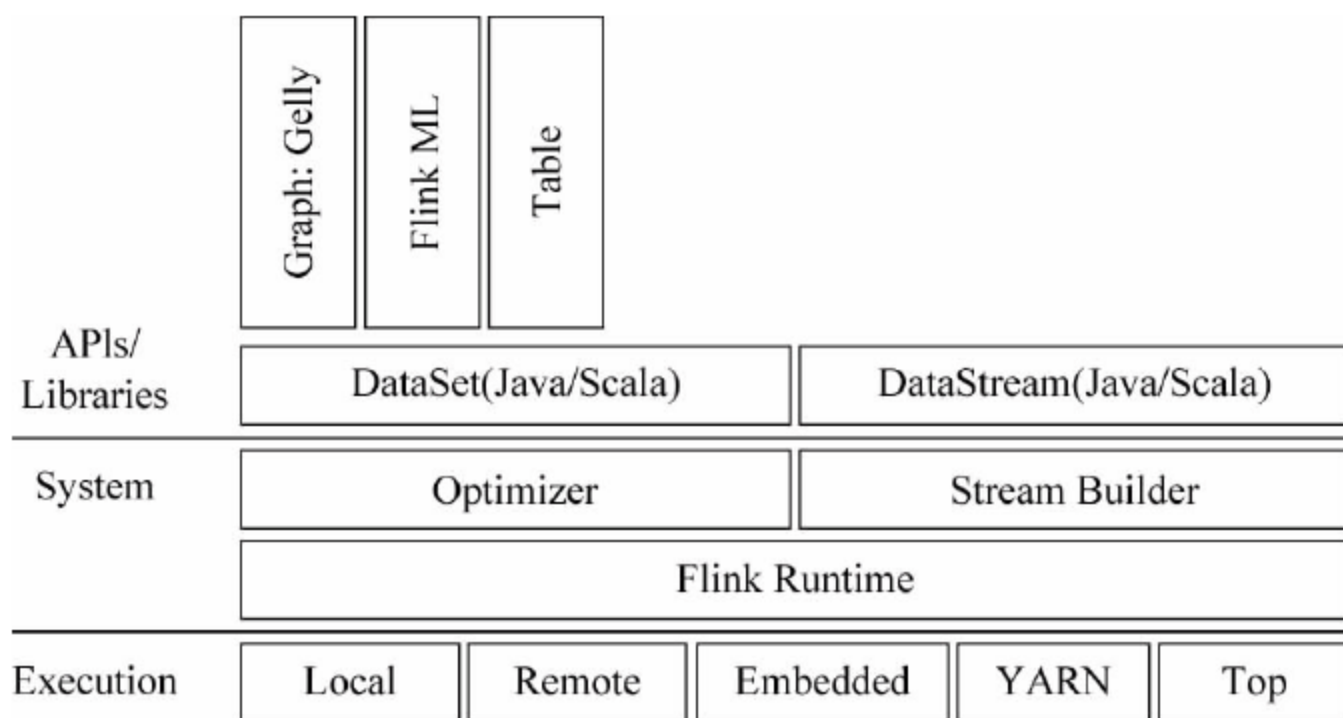 Graph: Gelly
Flink ML
Table
APIs/
Libraries
DataSet(Java/Scala)
DataStream(Java/Scala)
System
Optimizer
Stream Builder
Flink Runtime
Execution
Local
Remote
Embedded
YARN
Top